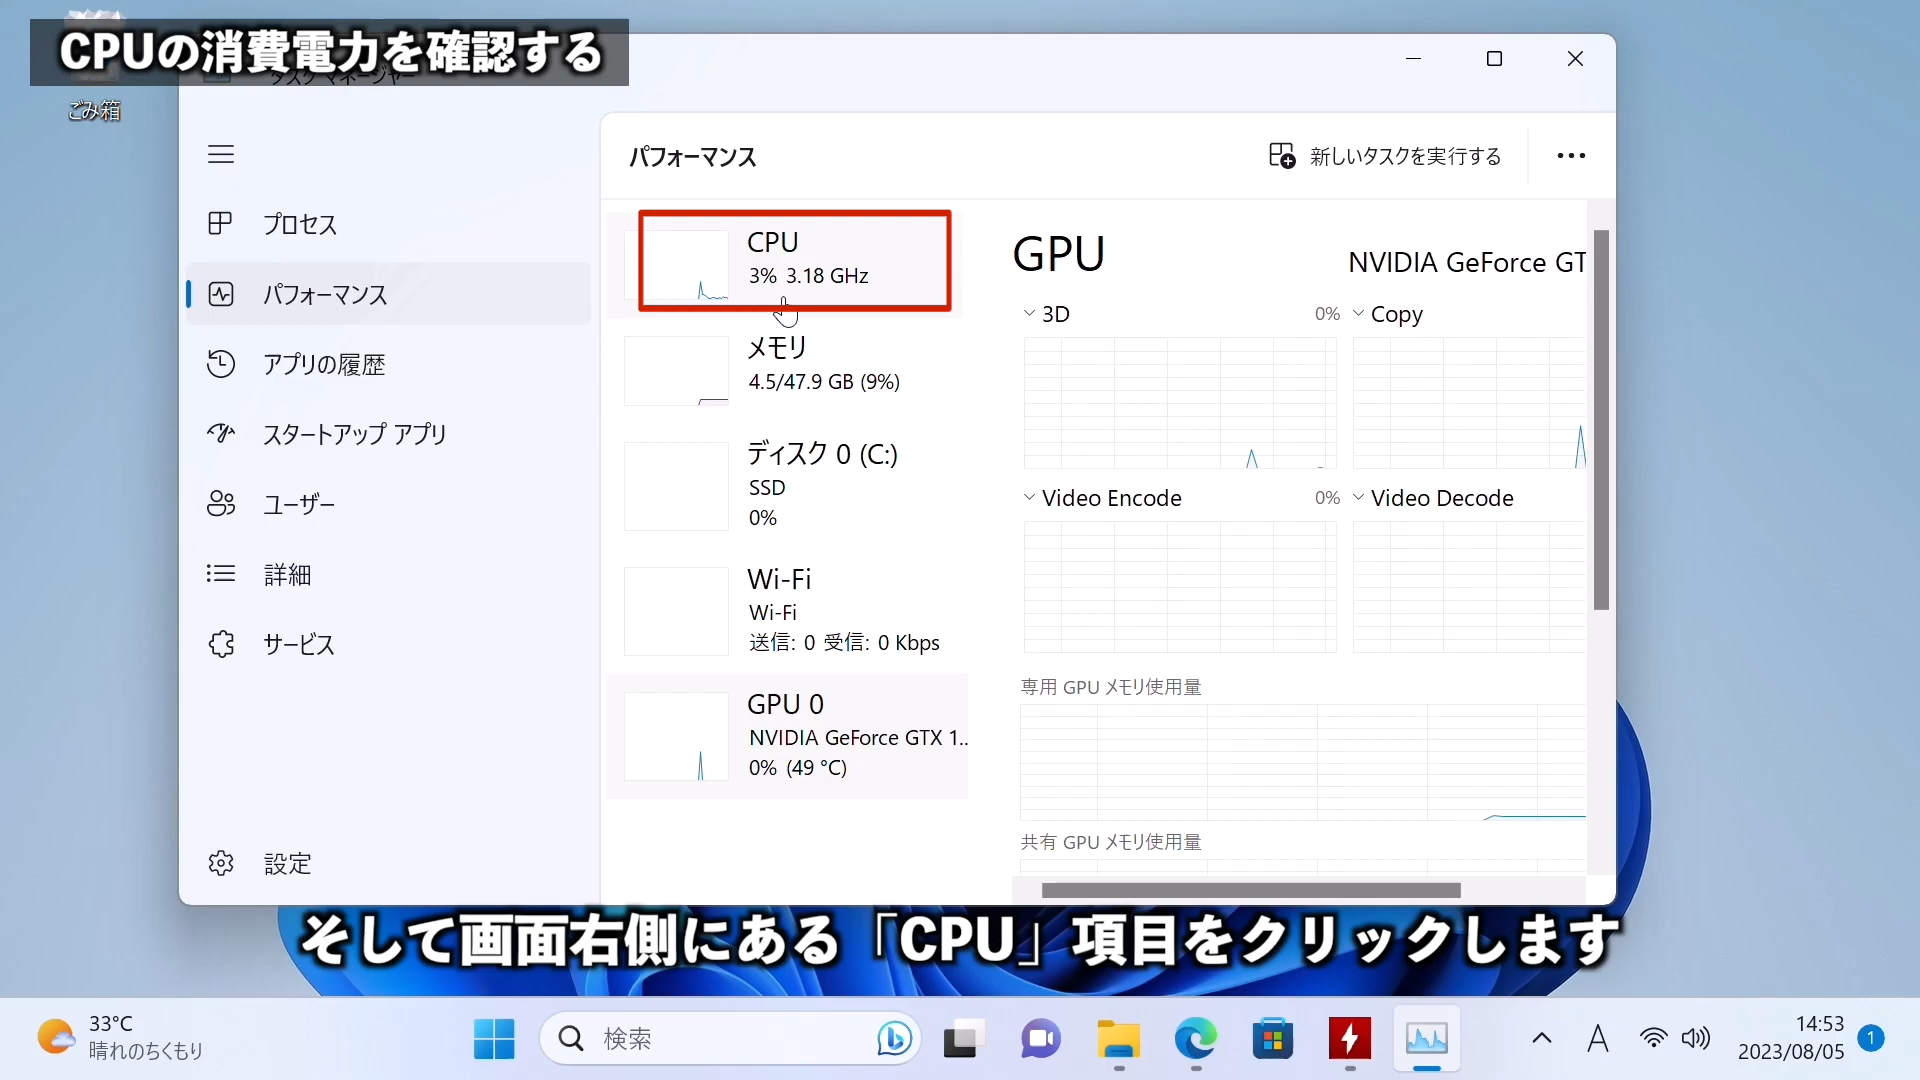 CPUの消費電力を確認する
タスク マネージャー
ごみ箱
パフォーマンス
新しいタスクを実行する
プロセス
パフォーマンス
アプリの履歴
スタートアップ アプリ
ユーザー
詳細
サービス
設定
CPU
3% 3.18 GHz
メモリ
4.5/47.9 GB (9%)
ディスク 0 (C:)
SSD
0%
Wi-Fi
Wi-Fi
送信: 0 受信: 0 Kbps
GPU 0
NVIDIA GeForce GTX 1..
0% (49 °C)
GPU
NVIDIA GeForce GT
3D 0%
Copy
Video Encode 0%
Video Decode
専用 GPU メモリ使用量
共有 GPU メモリ使用量
そして画面右側にある「CPU」項目をクリックします
33°C
晴れのちくもり
検索
A
14:53
2023/08/05
1